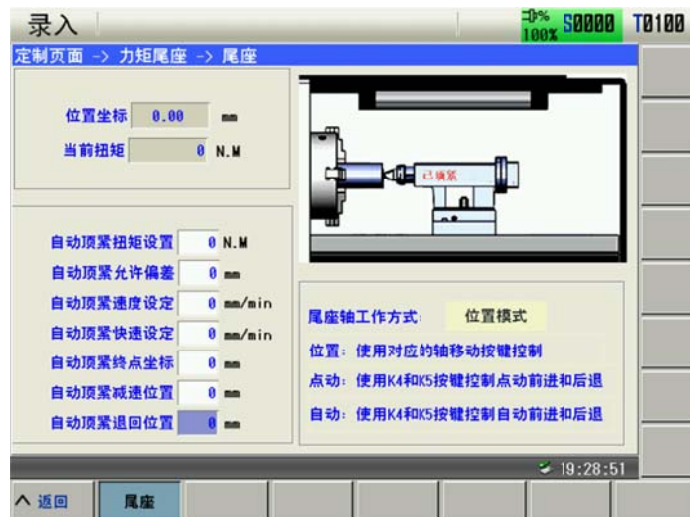 录入
%
100%
S0000
T0100
定制页面 -> 力矩尾座 -> 尾座
位置坐标 0.00 mm
当前扭矩 0 N.M
已顶紧
自动顶紧扭矩设置 0 N.M
自动顶紧允许偏差 0 mm
自动顶紧速度设定 0 mm/min
自动顶紧快速设定 0 mm/min
自动顶紧终点坐标 0 mm
自动顶紧减速位置 0 mm
自动顶紧退回位置 0 mm
尾座轴工作方式: 位置模式
位置: 使用对应的轴移动按键控制
点动: 使用K4和K5按键控制点动前进和后退
自动: 使用K4和K5按键控制自动前进和后退
19:28:51
返回
尾座